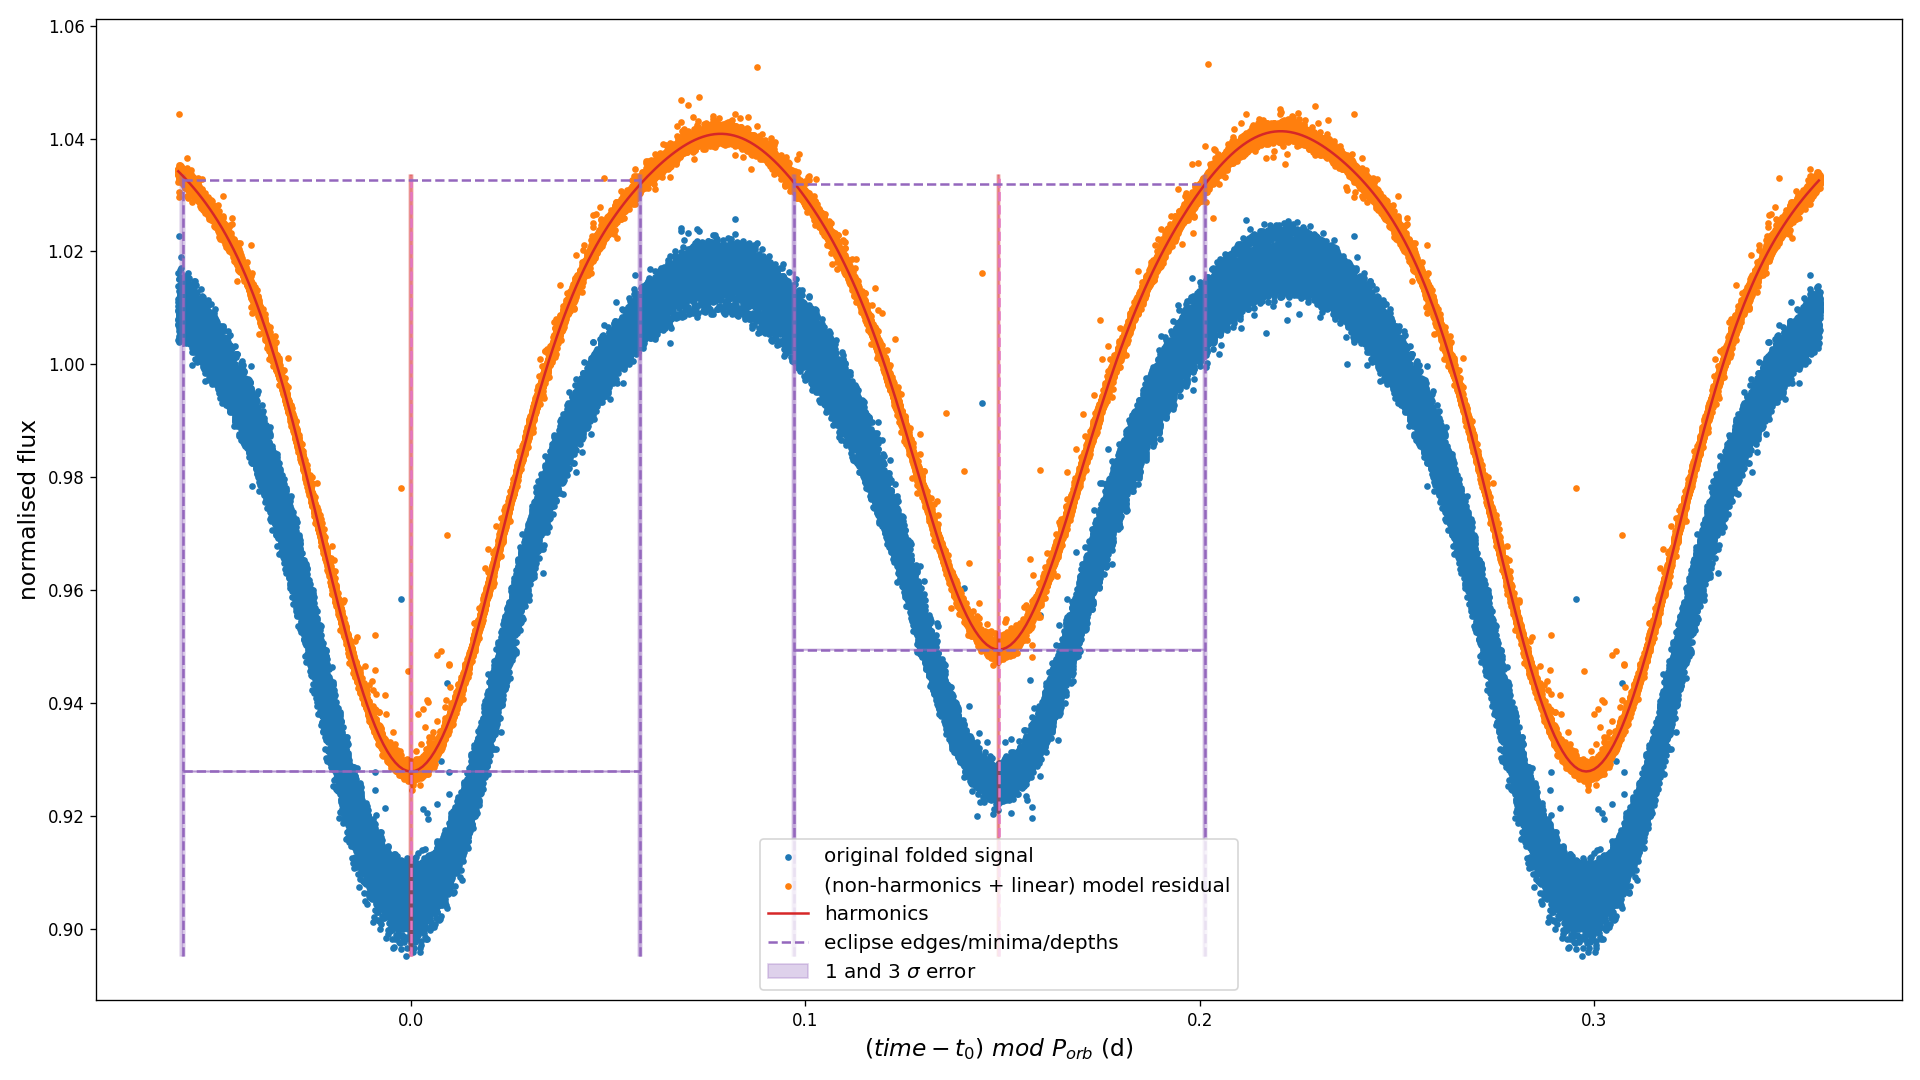 1.06
1.04
1.02
1.00
0.98
0.96
0.94
0.92
0.90
normalised flux
original folded signal
(non-harmonics + linear) model residual
harmonics
eclipse edges/minima/depths
1 and 3 σ error
0.0 0.1 0.2 0.3
(time − t₀) mod P_orb (d)